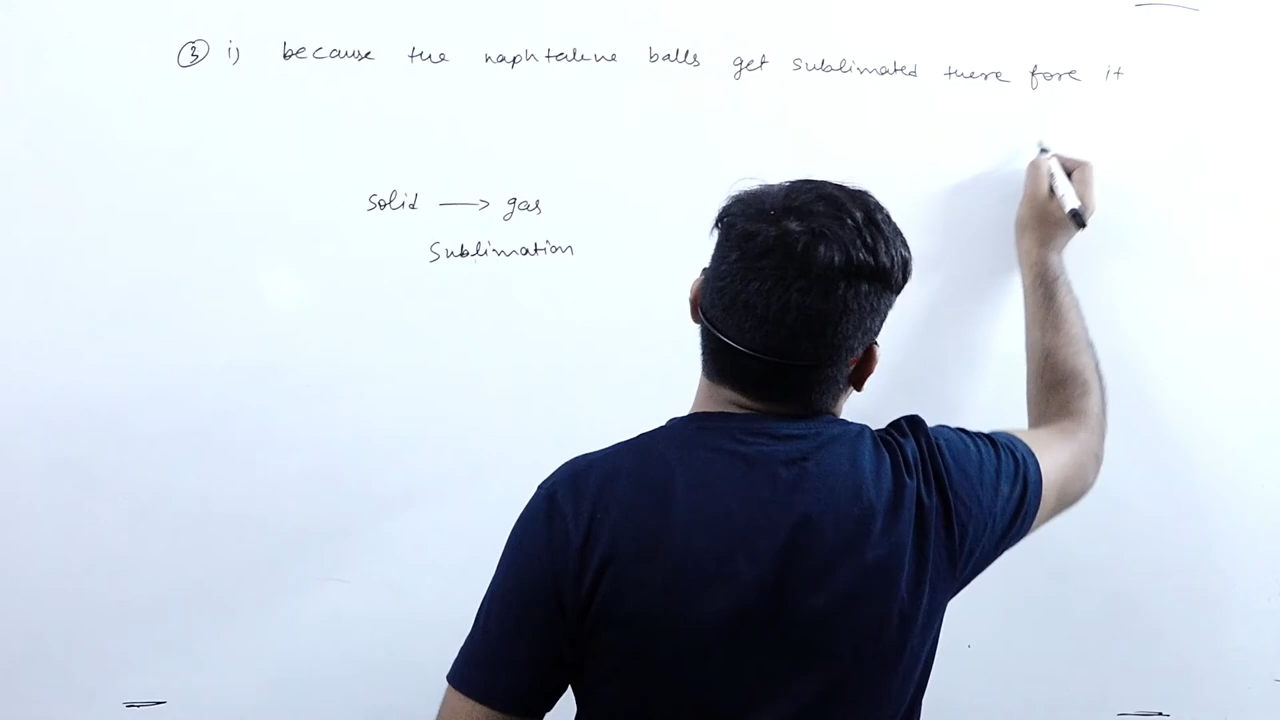 ③ i) because the naphtalene balls get sublimated there fore it
solid → gas
Sublimation